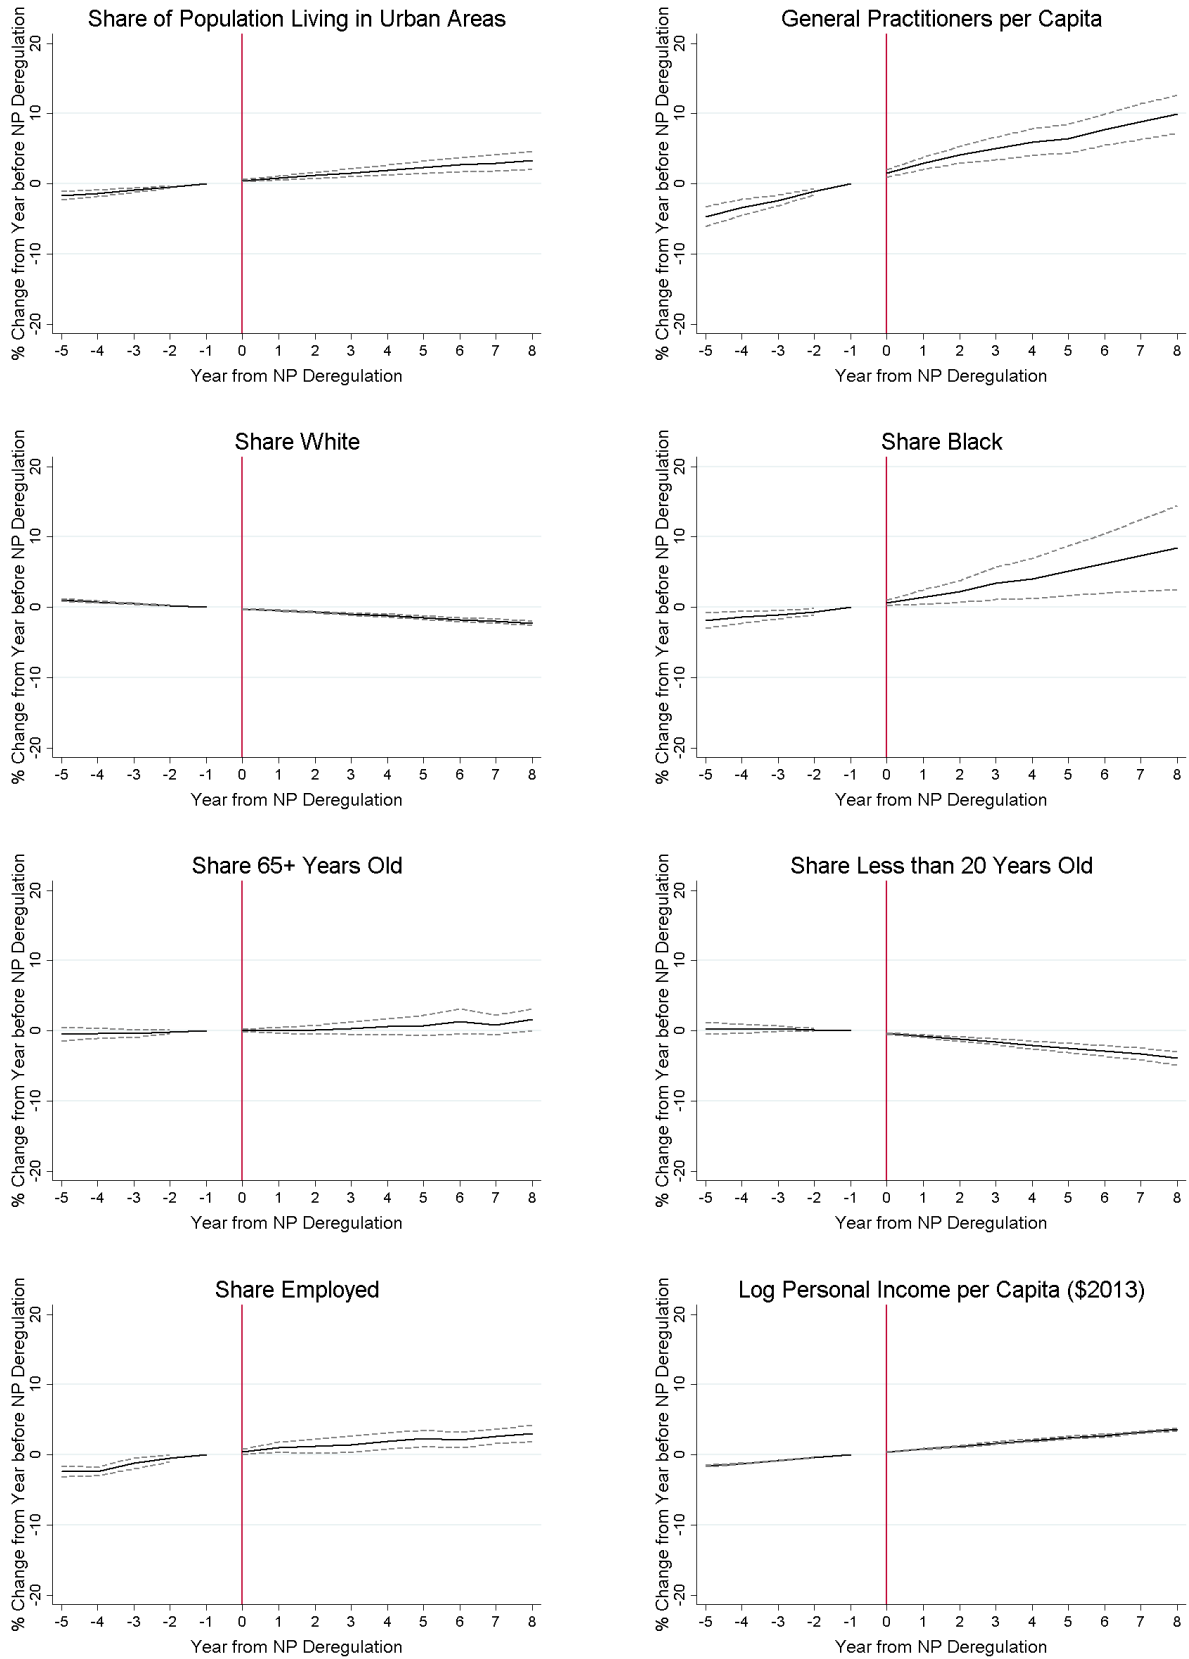 Share of Population Living in Urban Areas
% Change from Year before NP Deregulation
20
10
0
-10
-20
-5 -4 -3 -2 -1 0 1 2 3 4 5 6 7 8
Year from NP Deregulation
General Practitioners per Capita
% Change from Year before NP Deregulation
20
10
0
-10
-20
-5 -4 -3 -2 -1 0 1 2 3 4 5 6 7 8
Year from NP Deregulation
Share White
% Change from Year before NP Deregulation
20
10
0
-10
-20
-5 -4 -3 -2 -1 0 1 2 3 4 5 6 7 8
Year from NP Deregulation
Share Black
% Change from Year before NP Deregulation
20
10
0
-10
-20
-5 -4 -3 -2 -1 0 1 2 3 4 5 6 7 8
Year from NP Deregulation
Share 65+ Years Old
% Change from Year before NP Deregulation
20
10
0
-10
-20
-5 -4 -3 -2 -1 0 1 2 3 4 5 6 7 8
Year from NP Deregulation
Share Less than 20 Years Old
% Change from Year before NP Deregulation
20
10
0
-10
-20
-5 -4 -3 -2 -1 0 1 2 3 4 5 6 7 8
Year from NP Deregulation
Share Employed
% Change from Year before NP Deregulation
20
10
0
-10
-20
-5 -4 -3 -2 -1 0 1 2 3 4 5 6 7 8
Year from NP Deregulation
Log Personal Income per Capita ($2013)
% Change from Year before NP Deregulation
20
10
0
-10
-20
-5 -4 -3 -2 -1 0 1 2 3 4 5 6 7 8
Year from NP Deregulation